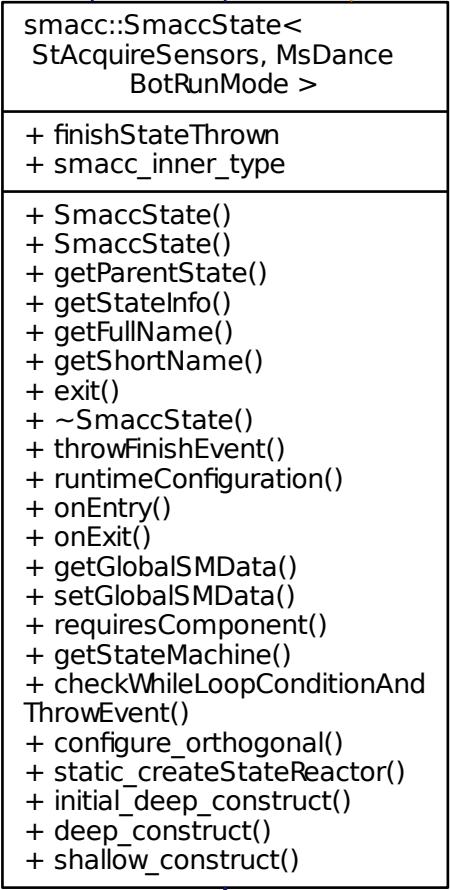 smacc::SmaccState<
StAcquireSensors, MsDance
BotRunMode >
+ finishStateThrown
+ smacc_inner_type
+ SmaccState()
+ SmaccState()
+ getParentState()
+ getStateInfo()
+ getFullName()
+ getShortName()
+ exit()
+ ~SmaccState()
+ throwFinishEvent()
+ runtimeConfiguration()
+ onEntry()
+ onExit()
+ getGlobalSMData()
+ setGlobalSMData()
+ requiresComponent()
+ getStateMachine()
+ checkWhileLoopConditionAnd
ThrowEvent()
+ configure_orthogonal()
+ static_createStateReactor()
+ initial_deep_construct()
+ deep_construct()
+ shallow_construct()